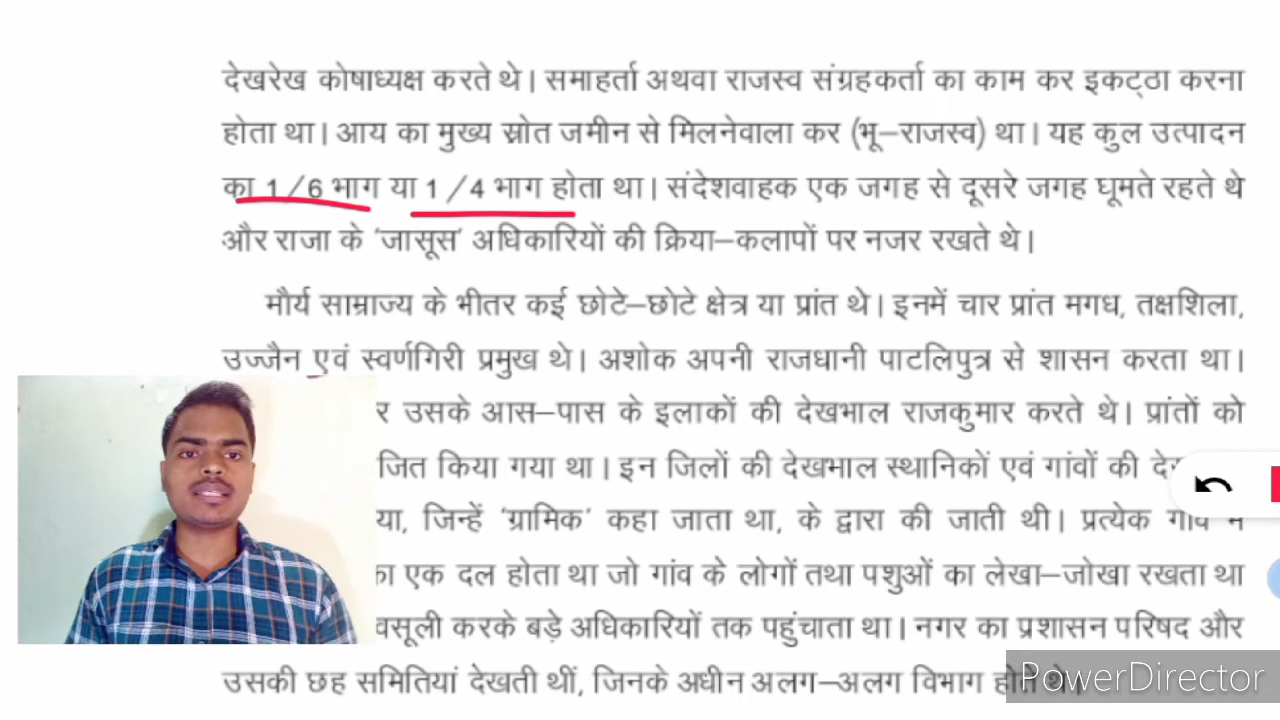 देखरेख कोषाध्यक्ष करते थे। समाहर्ता अथवा राजस्व संग्रहकर्ता का काम कर इकट्ठा करना
होता था। आय का मुख्य स्रोत जमीन से मिलनेवाला कर (भू–राजस्व) था। यह कुल उत्पादन
का 1/6 भाग या 1/4 भाग होता था। संदेशवाहक एक जगह से दूसरे जगह घूमते रहते थे
और राजा के 'जासूस' अधिकारियों की क्रिया–कलापों पर नजर रखते थे।
मौर्य साम्राज्य के भीतर कई छोटे–छोटे क्षेत्र या प्रांत थे। इनमें चार प्रांत मगध, तक्षशिला,
उज्जैन एवं स्वर्णगिरी प्रमुख थे। अशोक अपनी राजधानी पाटलिपुत्र से शासन करता था।
उसके आस–पास के इलाकों की देखभाल राजकुमार करते थे। प्रांतों को
किया गया था। इन जिलों की देखभाल स्थानिकों एवं गांवों की
जिन्हें 'ग्रामिक' कहा जाता था, के द्वारा की जाती थी। प्रत्येक
एक दल होता था जो गांव के लोगों तथा पशुओं का लेखा–जोखा रखता था
वसूली करके बड़े अधिकारियों तक पहुंचाता था। नगर का प्रशासन परिषद और
उसकी छह समितियां देखती थीं, जिनके अधीन अलग–अलग विभाग होते थे।
PowerDirector